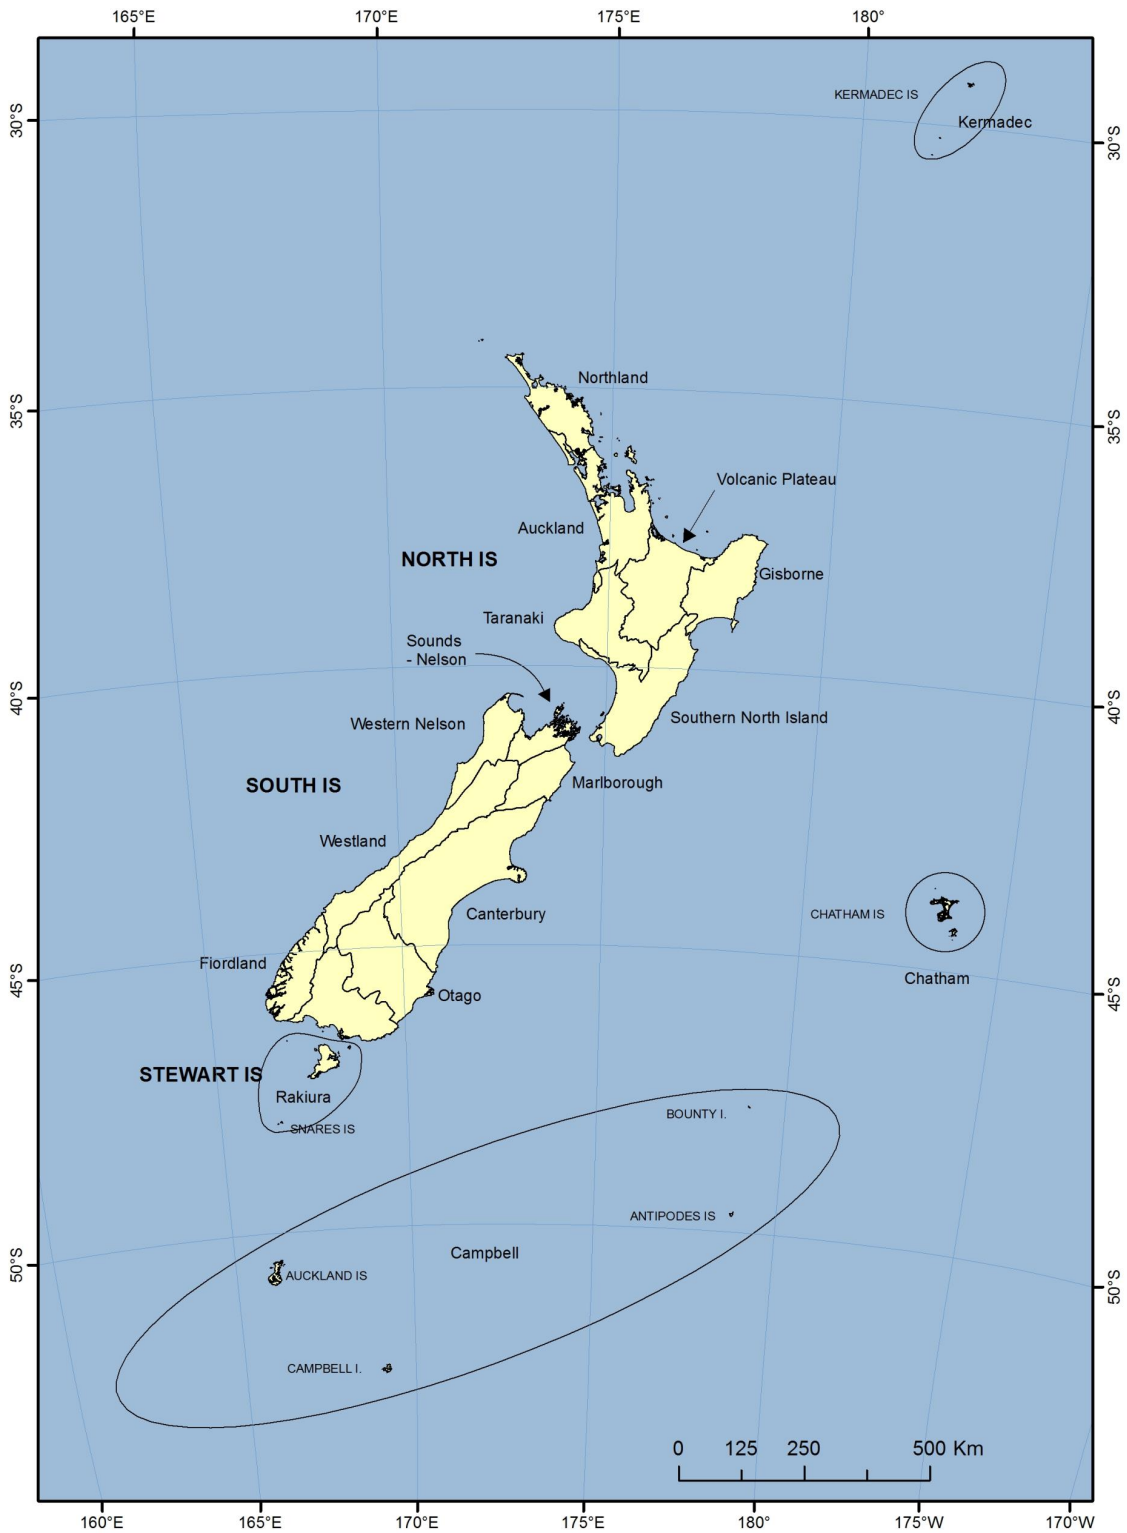 165°E
170°E
175°E
180°
KERMADEC IS
Kermadec
30°S
30°S
Northland
35°S
35°S
Volcanic Plateau
Auckland
NORTH IS
Gisborne
Taranaki
Sounds
- Nelson
40°S
40°S
Western Nelson
Southern North Island
SOUTH IS
Marlborough
Westland
Canterbury
CHATHAM IS
Chatham
Fiordland
45°S
45°S
Otago
STEWART IS
Rakiura
SNARES IS
BOUNTY I.
ANTIPODES IS
Campbell
50°S
50°S
AUCKLAND IS
CAMPBELL I.
0 125 250 500 Km
160°E
165°E
170°E
175°E
180°
175°W
170°W